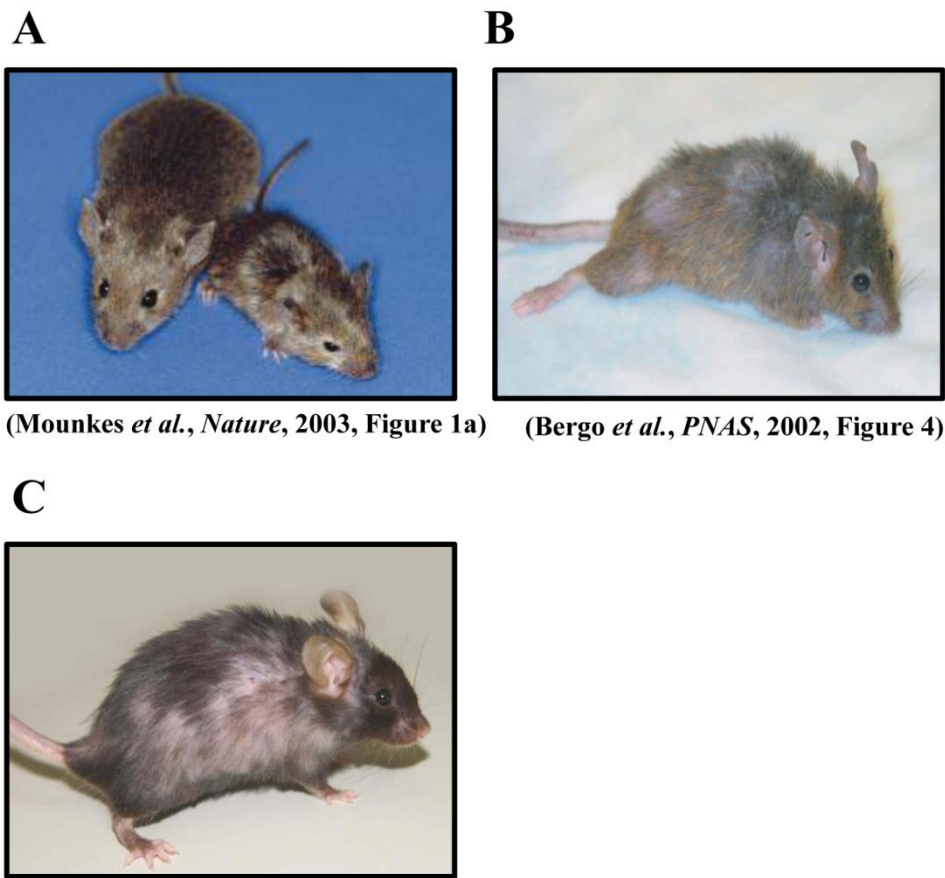 A
B
(Mounkes et al., Nature, 2003, Figure 1a)
(Bergo et al., PNAS, 2002, Figure 4)
C